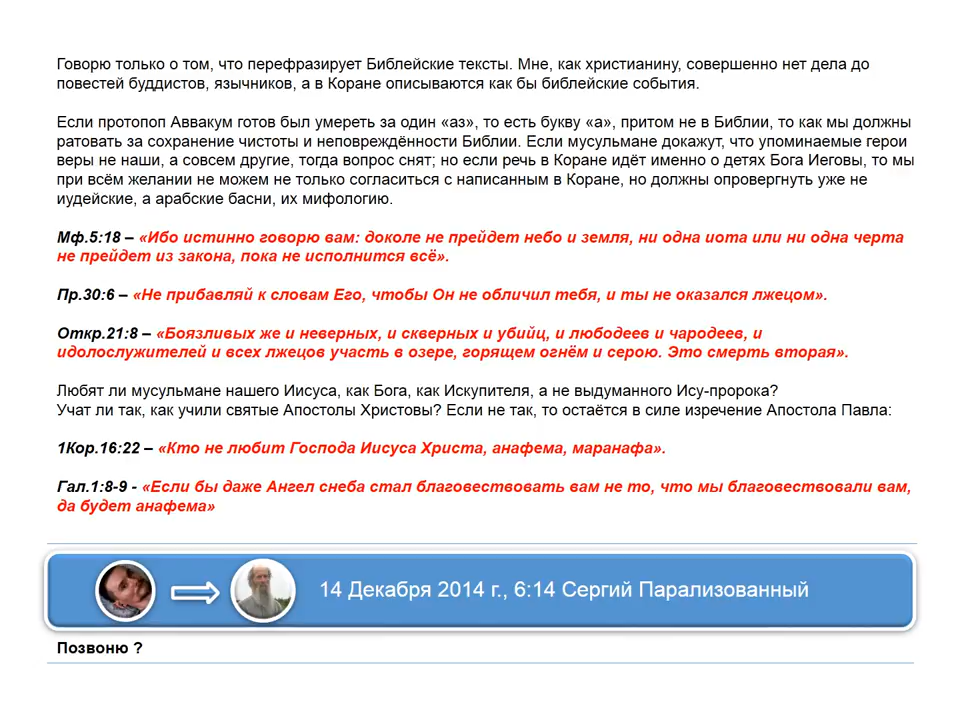 Говорю только о том, что перефразирует Библейские тексты. Мне, как христианину, совершенно нет дела до
повестей буддистов, язычников, а в Коране описываются как бы библейские события.
Если протопоп Аввакум готов был умереть за один «аз», то есть букву «а», притом не в Библии, то как мы должны
ратовать за сохранение чистоты и неповреждённости Библии. Если мусульмане докажут, что упоминаемые герои
веры не наши, а совсем другие, тогда вопрос снят; но если речь в Коране идёт именно о детях Бога Иеговы, то мы
при всём желании не можем не только согласиться с написанным в Коране, но должны опровергнуть уже не
иудейские, а арабские басни, их мифологию.
Мф.5:18 – «Ибо истинно говорю вам: доколе не прейдет небо и земля, ни одна иота или ни одна черта
не прейдет из закона, пока не исполнится всё».
Пр.30:6 – «Не прибавляй к словам Его, чтобы Он не обличил тебя, и ты не оказался лжецом».
Откр.21:8 – «Боязливых же и неверных, и скверных и убийц, и любодеев и чародеев, и
идолослужителей и всех лжецов участь в озере, горящем огнём и серою. Это смерть вторая».
Любят ли мусульмане нашего Иисуса, как Бога, как Искупителя, а не выдуманного Ису-пророка?
Учат ли так, как учили святые Апостолы Христовы? Если не так, то остаётся в силе изречение Апостола Павла:
1Кор.16:22 – «Кто не любит Господа Иисуса Христа, анафема, маранафа».
Гал.1:8-9 - «Если бы даже Ангел снеба стал благовествовать вам не то, что мы благовествовали вам,
да будет анафема»
14 Декабря 2014 г., 6:14 Сергий Парализованный
Позвоню ?